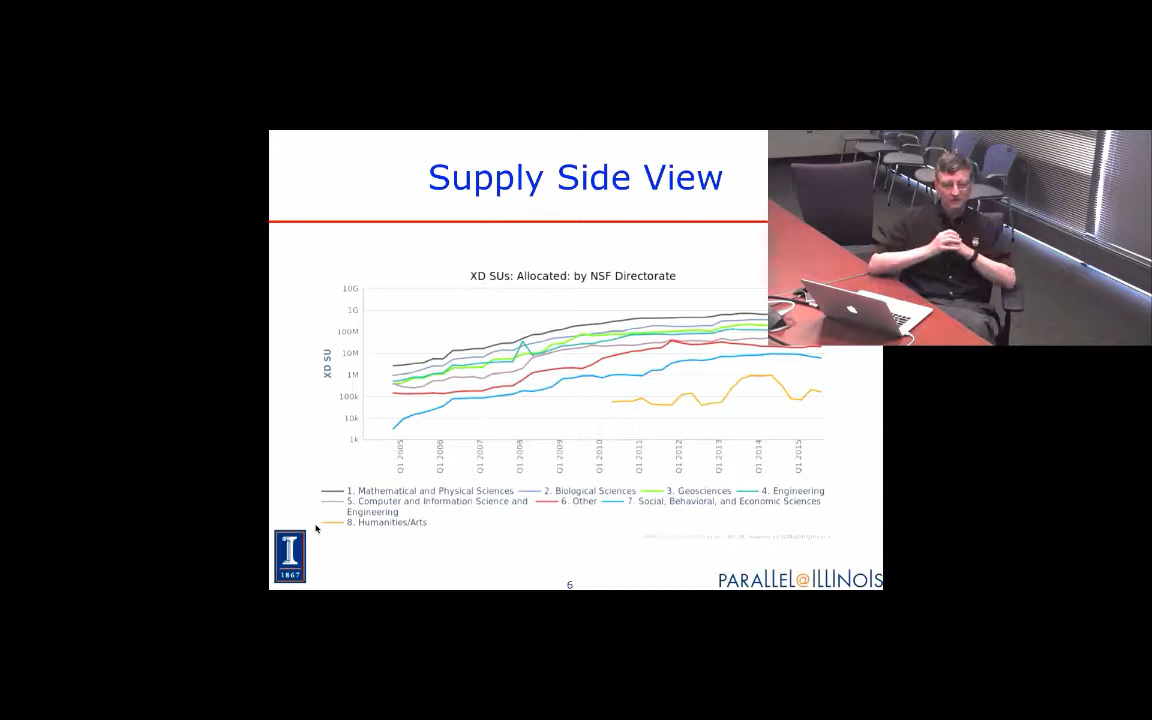 Supply Side View
XD SUs: Allocated: by NSF Directorate
10G
1G
100M
10M
1M
100k
10k
1k
XD SU
Q1 2005
Q1 2006
Q1 2007
Q1 2008
Q1 2009
Q1 2010
Q1 2011
Q1 2012
Q1 2013
Q1 2014
Q1 2015
1. Mathematical and Physical Sciences 2. Biological Sciences 3. Geosciences 4. Engineering
5. Computer and Information Science and 6. Other 7. Social, Behavioral, and Economic Sciences
Engineering
8. Humanities/Arts
I
1867
6
PARALLEL@ILLINOIS